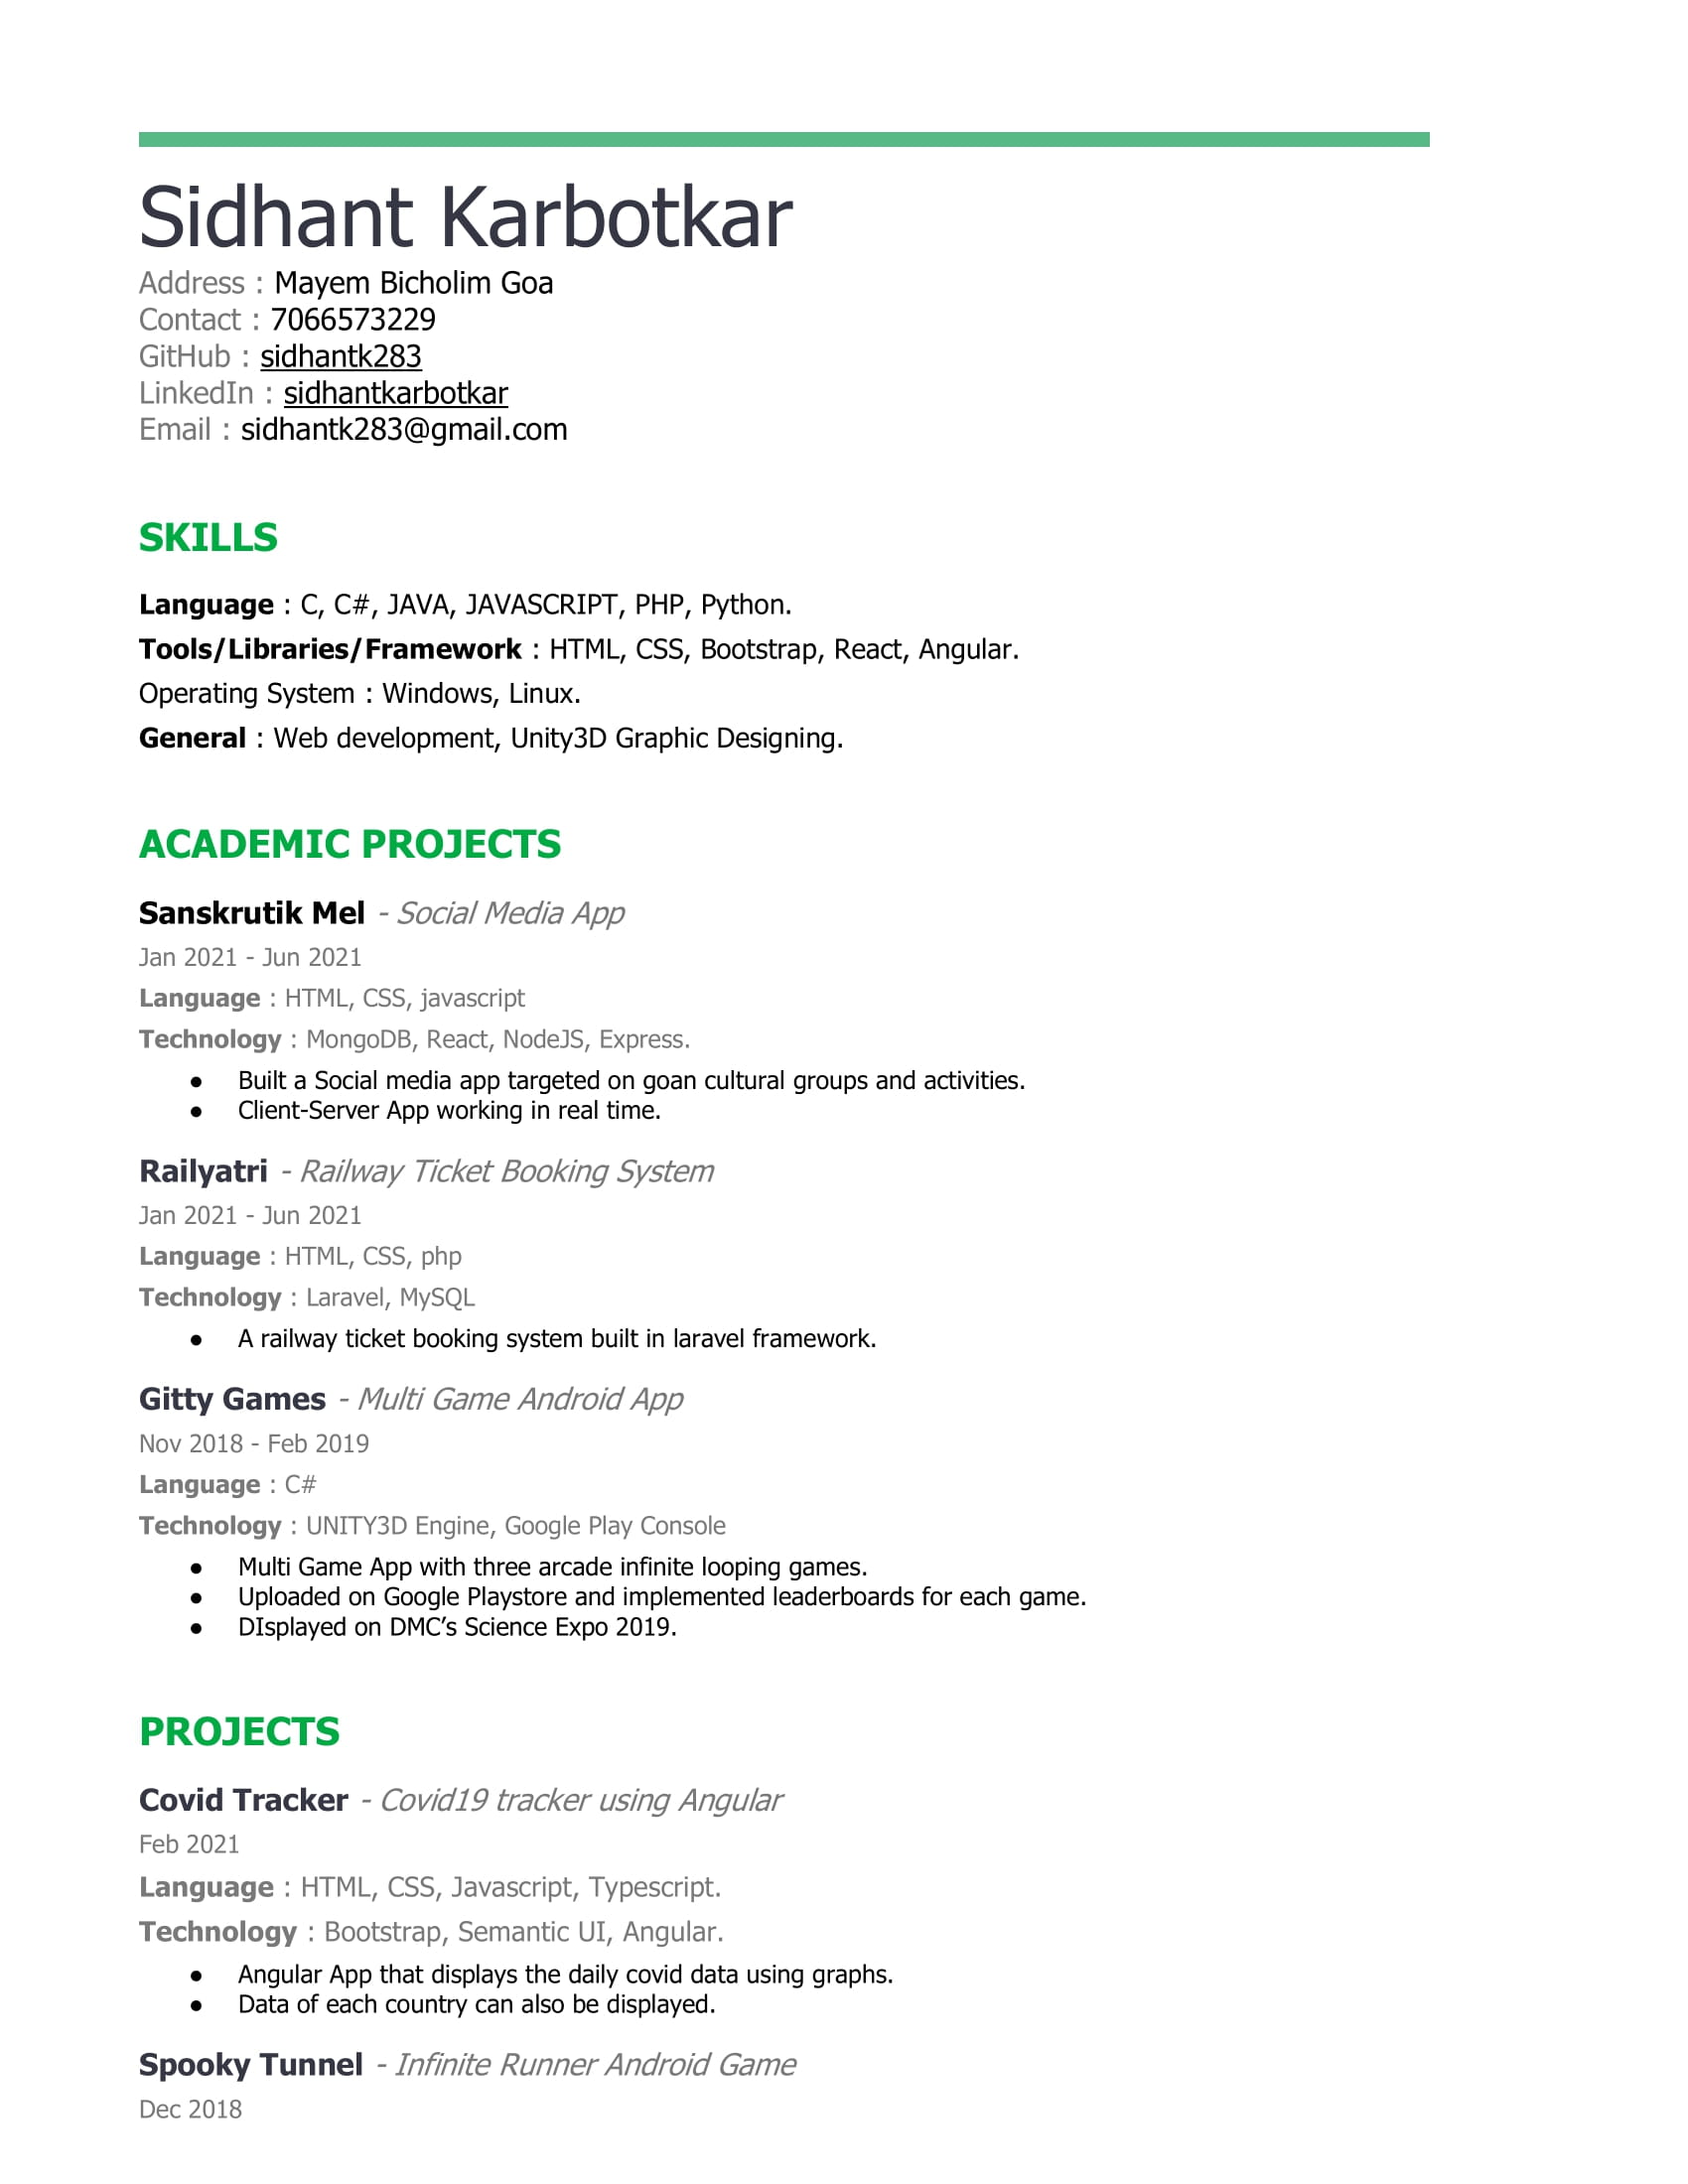 Sidhant Karbotkar
Address : Mayem Bicholim Goa
Contact : 7066573229
GitHub : sidhantk283
LinkedIn : sidhantkarbotkar
Email : sidhantk283@gmail.com
SKILLS
Language : C, C#, JAVA, JAVASCRIPT, PHP, Python.
Tools/Libraries/Framework : HTML, CSS, Bootstrap, React, Angular.
Operating System : Windows, Linux.
General : Web development, Unity3D Graphic Designing.
ACADEMIC PROJECTS
Sanskrutik Mel - Social Media App
Jan 2021 - Jun 2021
Language : HTML, CSS, javascript
Technology : MongoDB, React, NodeJS, Express.
● Built a Social media app targeted on goan cultural groups and activities.
● Client-Server App working in real time.
Railyatri - Railway Ticket Booking System
Jan 2021 - Jun 2021
Language : HTML, CSS, php
Technology : Laravel, MySQL
● A railway ticket booking system built in laravel framework.
Gitty Games - Multi Game Android App
Nov 2018 - Feb 2019
Language : C#
Technology : UNITY3D Engine, Google Play Console
● Multi Game App with three arcade infinite looping games.
● Uploaded on Google Playstore and implemented leaderboards for each game.
● DIsplayed on DMC’s Science Expo 2019.
PROJECTS
Covid Tracker - Covid19 tracker using Angular
Feb 2021
Language : HTML, CSS, Javascript, Typescript.
Technology : Bootstrap, Semantic UI, Angular.
● Angular App that displays the daily covid data using graphs.
● Data of each country can also be displayed.
Spooky Tunnel - Infinite Runner Android Game
Dec 2018